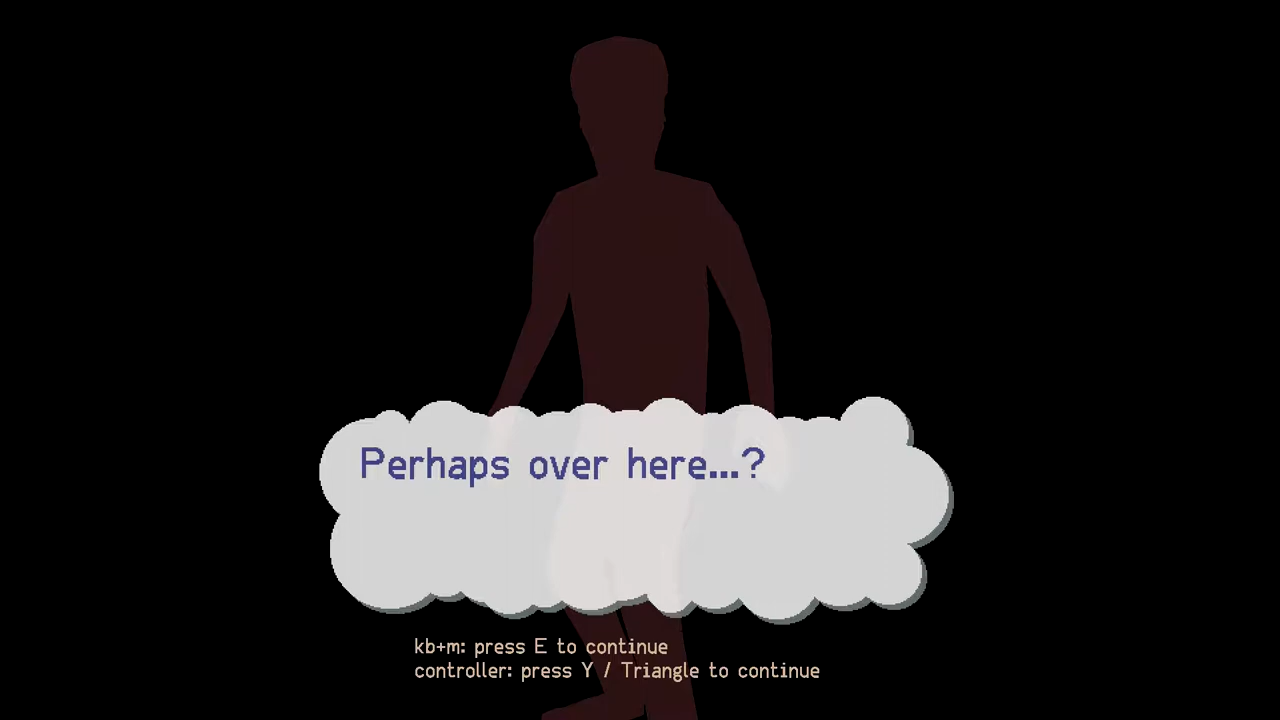 Perhaps over here...?
kb+m: press E to continue
controller: press Y / Triangle to continue